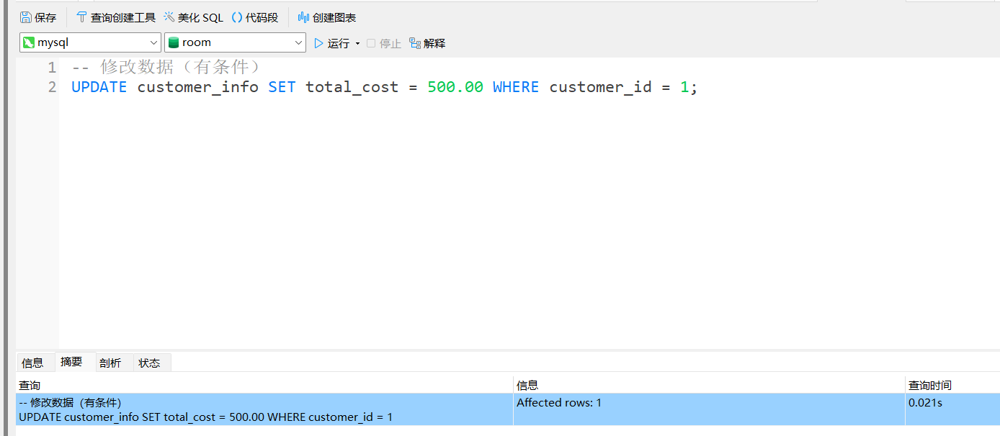 保存 查询创建工具 美化 SQL () 代码段 创建图表
mysql room 运行 停止 解释
1 -- 修改数据（有条件）
2 UPDATE customer_info SET total_cost = 500.00 WHERE customer_id = 1;
信息 摘要 剖析 状态
查询 信息 查询时间
-- 修改数据（有条件） Affected rows: 1 0.021s
UPDATE customer_info SET total_cost = 500.00 WHERE customer_id = 1